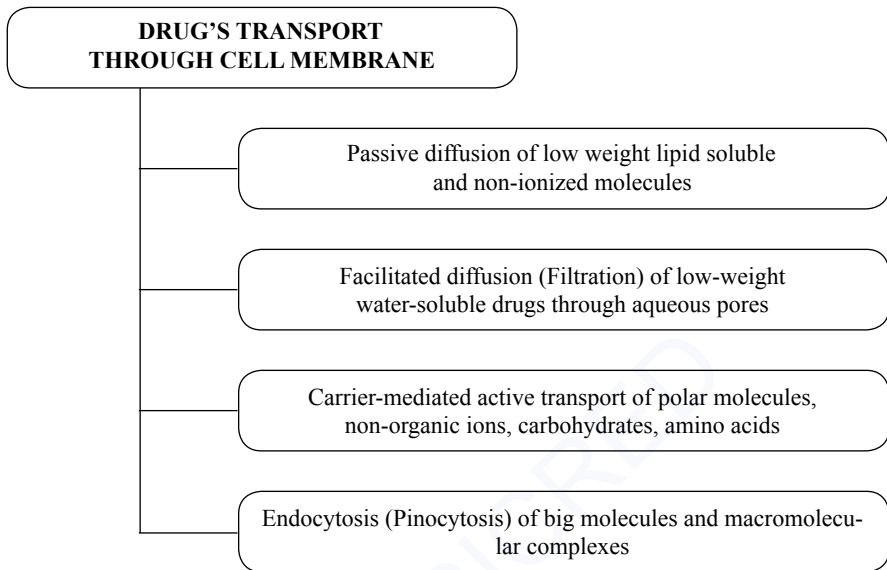 DRUG’S TRANSPORT
THROUGH CELL MEMBRANE
Passive diffusion of low weight lipid soluble
and non-ionized molecules
Facilitated diffusion (Filtration) of low-weight
water-soluble drugs through aqueous pores
Carrier-mediated active transport of polar molecules,
non-organic ions, carbohydrates, amino acids
Endocytosis (Pinocytosis) of big molecules and macromolecu-
lar complexes